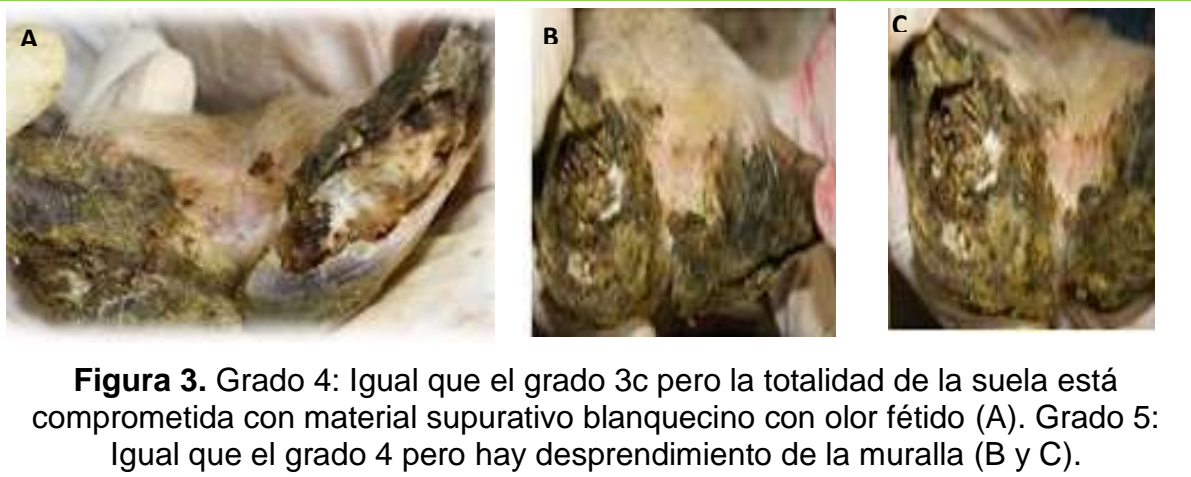 A
B
C
Figura 3. Grado 4: Igual que el grado 3c pero la totalidad de la suela está
comprometida con material supurativo blanquecino con olor fétido (A). Grado 5:
Igual que el grado 4 pero hay desprendimiento de la muralla (B y C).